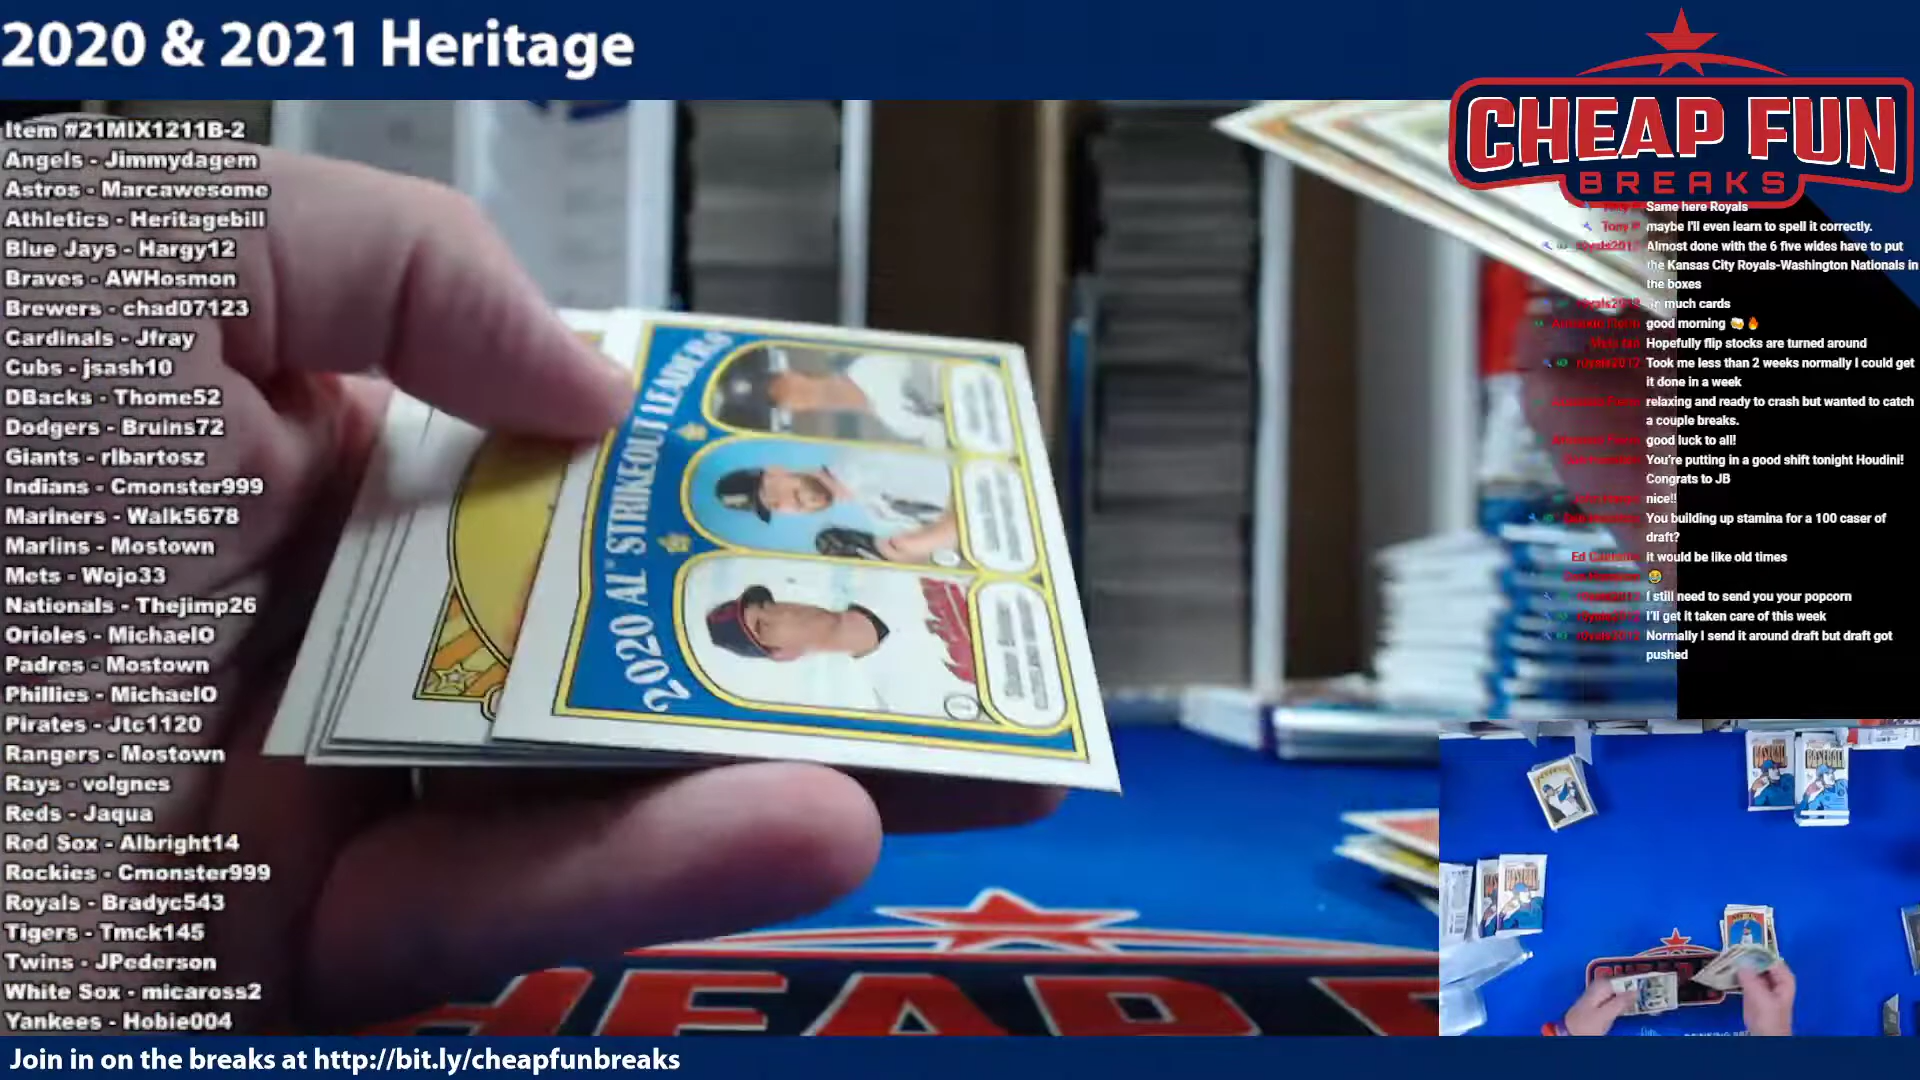 2020 & 2021 Heritage
CHEAP FUN
BREAKS
Item #21MIX1211B-2
Angels - Jimmydagem
Astros - Marcawesome
Athletics - Heritagebill
Blue Jays - Hargy12
Braves - AWHosmon
Brewers - chad07123
Cardinals - Jfray
Cubs - jsash10
DBacks - Thome52
Dodgers - Bruins72
Giants - rlbartosz
Indians - Cmonster999
Mariners - Walk5678
Marlins - Mostown
Mets - Wojo33
Nationals - Thejimp26
Orioles - MichaelO
Padres - Mostown
Phillies - MichaelO
Pirates - Jtc1120
Rangers - Mostown
Rays - volgnes
Reds - Jaqua
Red Sox - Albright14
Rockies - Cmonster999
Royals - Bradyc543
Tigers - Tmck145
Twins - JPederson
White Sox - micaross2
Yankees - Hobie004
2020 AL STRIKEOUT LEADERS
Same here Royals
Tony P maybe I'll even learn to spell it correctly.
royals2012 Almost done with the 6 five wides have to put
the Kansas City Royals-Washington Nationals in
the boxes
royals2012 much cards
good morning 🍻🔥
Hopefully flip stocks are turned around
royals2012 Took me less than 2 weeks normally I could get
it done in a week
relaxing and ready to crash but wanted to catch
a couple breaks.
good luck to all!
You're putting in a good shift tonight Houdini!
Congrats to JB
nice!!
You building up stamina for a 100 caser of
draft?
Ed it would be like old times
😂
I still need to send you your popcorn
royals2012 I'll get it taken care of this week
royals2012 Normally I send it around draft but draft got
pushed
BASEBALL
BASEBALL
BASEBALL
Join in on the breaks at http://bit.ly/cheapfunbreaks